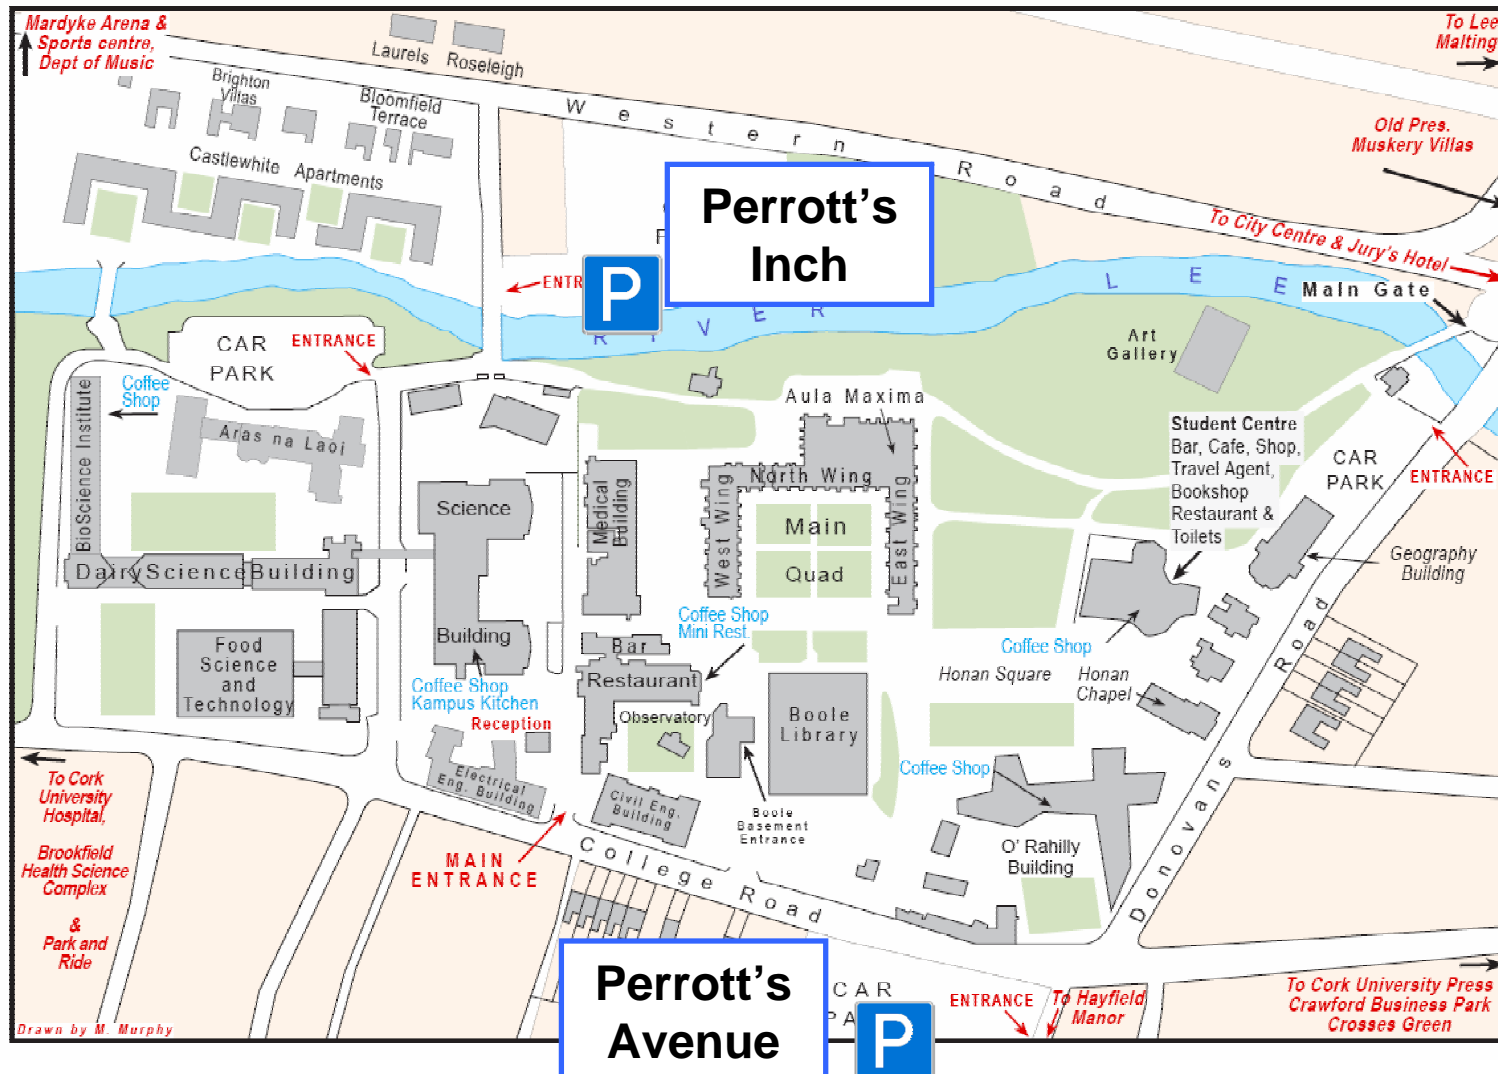 Mardyke Arena &
Sports centre,
Dept of Music
Laurels
Roseleigh
To Lee
Malting
Brighton
Villas
Bloomfield
Terrace
Western Road
Old Pres.
Muskery Villas
Castlewhite Apartments
Perrott's
Inch
To City Centre & Jury's Hotel
ENTR
P
RIVER LEE
Main Gate
CAR
PARK
ENTRANCE
Art
Gallery
Coffee
Shop
BioScience Institute
Aras na Laoi
Aula Maxima
Student Centre
Bar, Cafe, Shop,
Travel Agent,
Bookshop
Restaurant &
Toilets
CAR
PARK
ENTRANCE
Science
Building
Medical
Building
North Wing
West Wing
East Wing
Main
Quad
Geography
Building
DairyScienceBuilding
Coffee Shop
Mini Rest.
Food
Science
and
Technology
Bar
Restaurant
Coffee Shop
Honan Square
Honan
Chapel
Coffee Shop
Kampus Kitchen
Reception
Observatory
Boole
Library
Electrical
Eng. Building
Civil Eng.
Building
Boole
Basement
Entrance
Coffee Shop
O' Rahilly
Building
Donovans Road
To Cork
University
Hospital,
Brookfield
Health Science
Complex
&
Park and
Ride
MAIN
ENTRANCE
College Road
Perrott's
Avenue
CAR
PA
P
ENTRANCE
To Hayfield
Manor
To Cork University Press
Crawford Business Park
Crosses Green
Drawn by M. Murphy